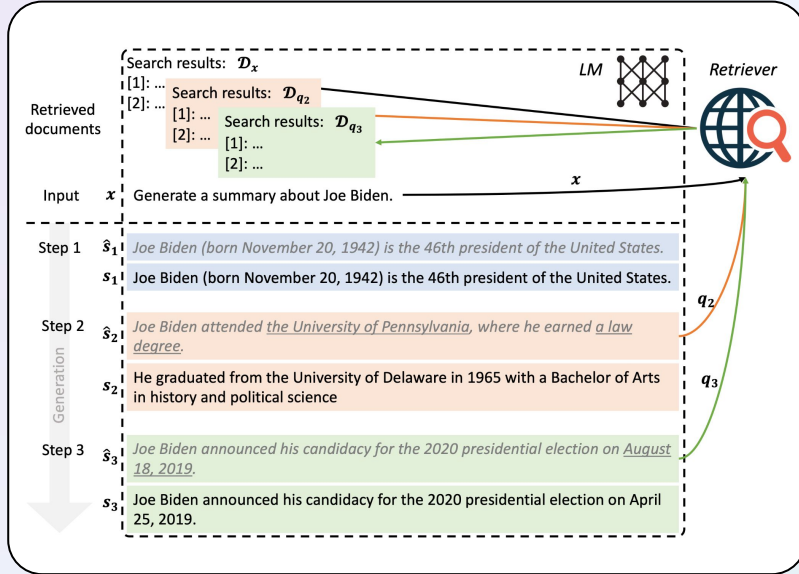 Search results: 𝓓ₓ
[1]: ...
[2]: ...
Search results: 𝓓q₂
[1]: ...
[2]: ...
Search results: 𝓓q₃
[1]: ...
[2]: ...
LM
Retriever
Retrieved
documents
Input x Generate a summary about Joe Biden.
x
Step 1 ŝ₁ Joe Biden (born November 20, 1942) is the 46th president of the United States.
s₁ Joe Biden (born November 20, 1942) is the 46th president of the United States.
q₂
Step 2 ŝ₂ Joe Biden attended the University of Pennsylvania, where he earned a law
degree.
s₂ He graduated from the University of Delaware in 1965 with a Bachelor of Arts
in history and political science
q₃
Generation
Step 3 ŝ₃ Joe Biden announced his candidacy for the 2020 presidential election on August
18, 2019.
s₃ Joe Biden announced his candidacy for the 2020 presidential election on April
25, 2019.